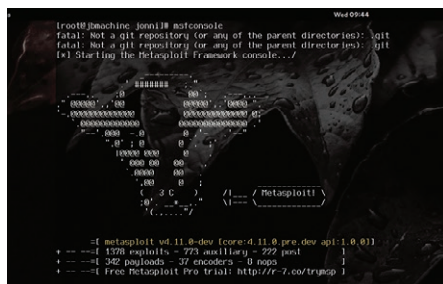 Wed 09:44
[root@jbmachine jonnil# msfconsole
fatal: Not a git repository (or any of the parent directories): .git
fatal: Not a git repository (or any of the parent directories): .git
[*] Starting the Metasploit Framework console.../
Metasploit!
=[ metasploit v4.11.0-dev [core:4.11.0.pre.dev api:1.0.0]]
+ -- --=[ 1378 exploits - 773 auxiliary - 222 post ]
+ -- --=[ 342 payloads - 37 encoders - 8 nops ]
+ -- --=[ Free Metasploit Pro trial: http://r-7.co/trymsp ]